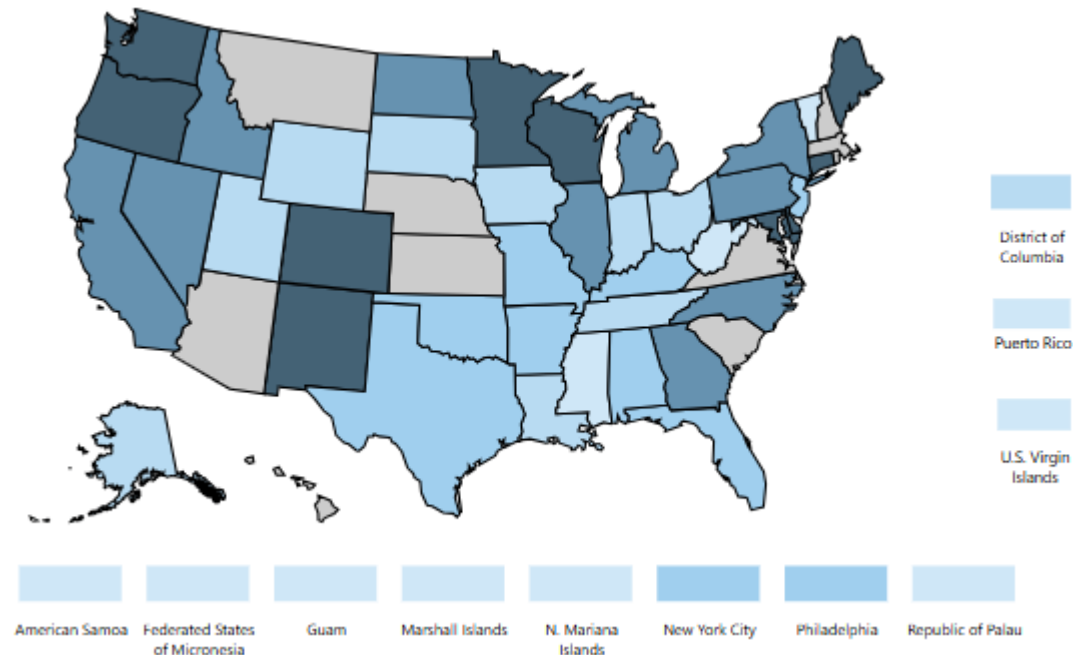 District of
Columbia
Puerto Rico
U.S. Virgin
Islands
American Samoa
Federated States
of Micronesia
Guam
Marshall Islands
N. Mariana
Islands
New York City
Philadelphia
Republic of Palau